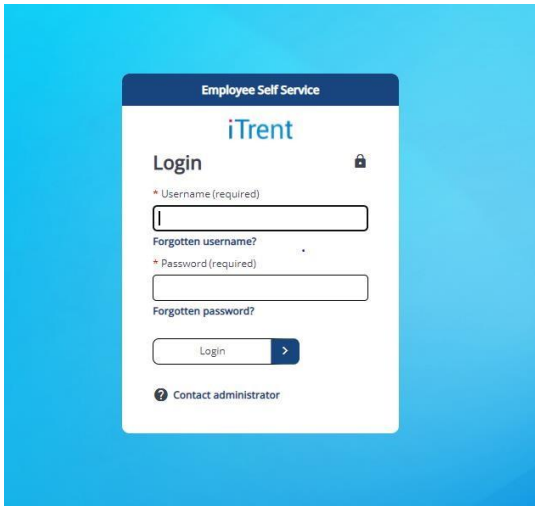 Employee Self Service
iTrent
Login
* Username (required)
Forgotten username?
* Password (required)
Forgotten password?
Login >
? Contact administrator